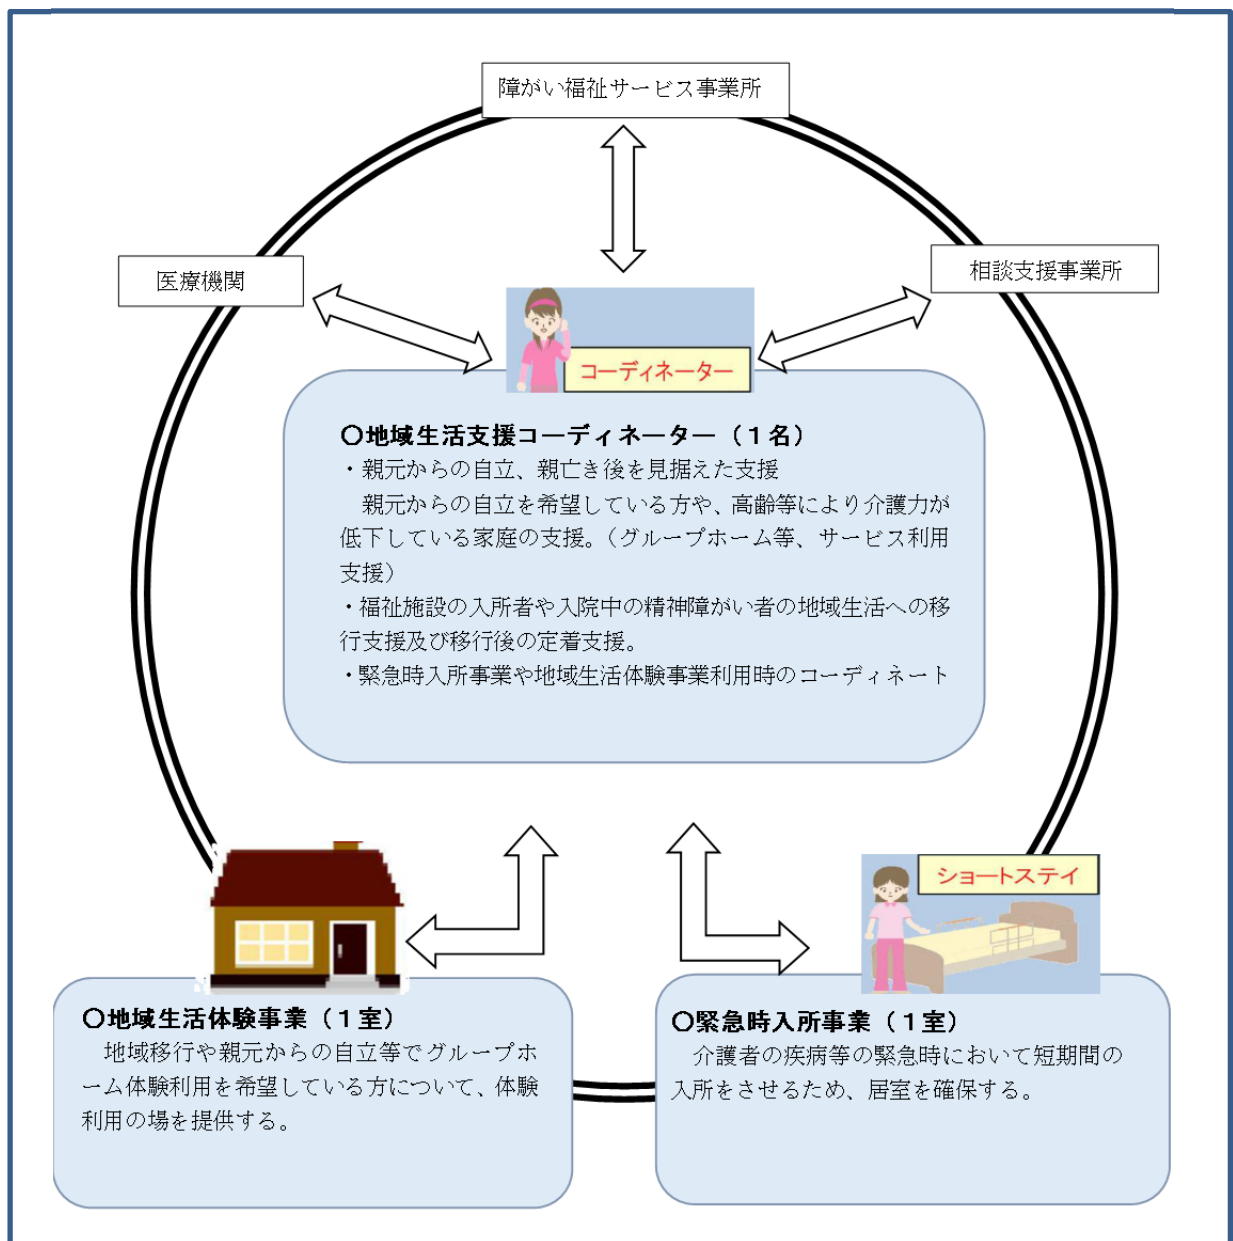 障がい福祉サービス事業所
医療機関
相談支援事業所
コーディネーター
〇地域生活支援コーディネーター（１名）
・親元からの自立、親亡き後を見据えた支援
　親元からの自立を希望している方や、高齢等により介護力が
低下している家庭の支援。（グループホーム等、サービス利用
支援）
・福祉施設の入所者や入院中の精神障がい者の地域生活への移
行支援及び移行後の定着支援。
・緊急時入所事業や地域生活体験事業利用時のコーディネート
ショートステイ
〇地域生活体験事業（１室）
　地域移行や親元からの自立等でグループホ
ーム体験利用を希望している方について、体験
利用の場を提供する。
〇緊急時入所事業（１室）
　介護者の疾病等の緊急時において短期間の
入所をさせるため、居室を確保する。